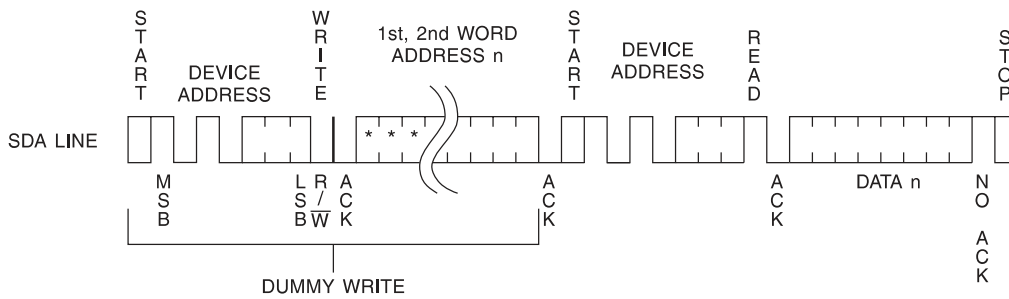 START
WRITE
1st, 2nd WORD
ADDRESS n
START
READ
STOP
DEVICE
ADDRESS
DEVICE
ADDRESS
SDA LINE
* * *
MSB
LSB
R/W
ACK
ACK
ACK
DATA n
NO ACK
DUMMY WRITE